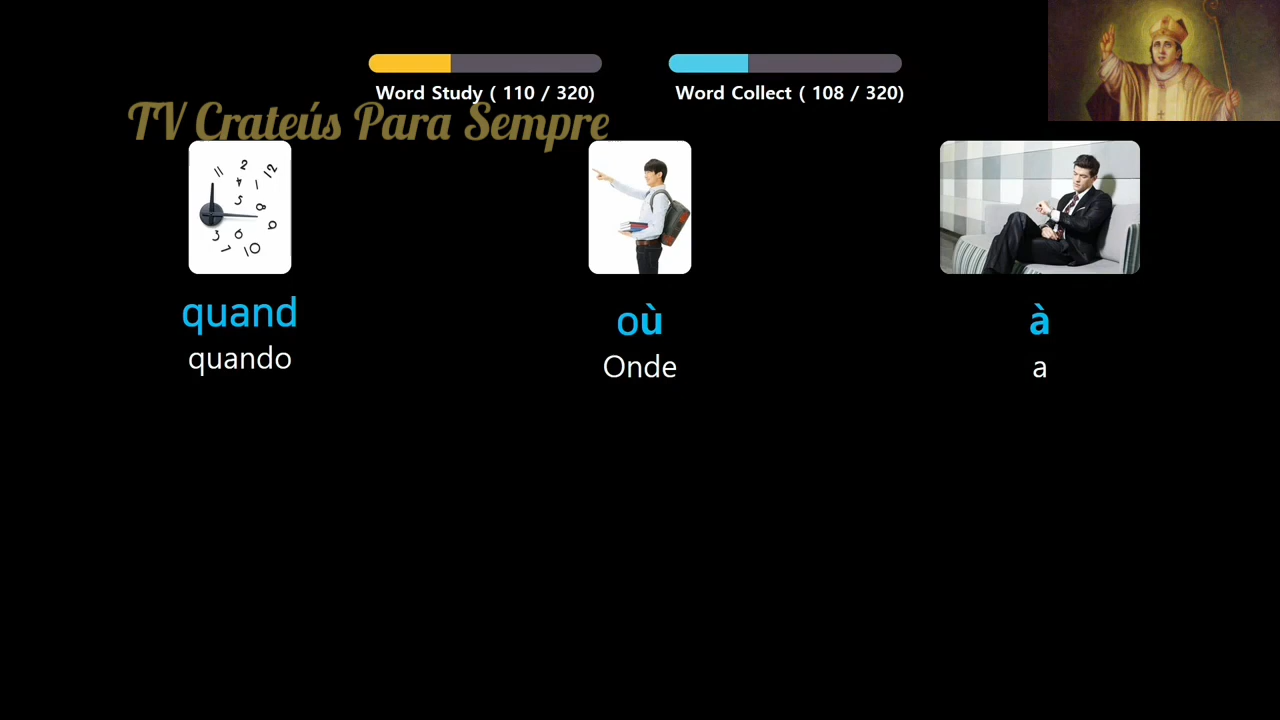 Word Study ( 110 / 320)
Word Collect ( 108 / 320)
TV Crateús Para Sempre
quand
quando
où
Onde
à
a